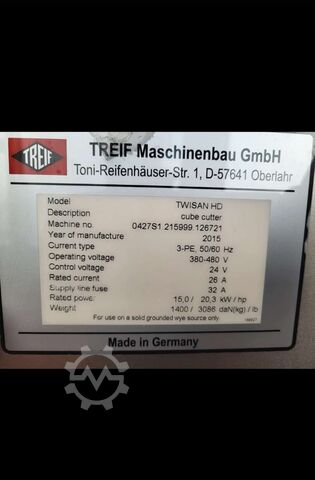 TREIF
TREIF Maschinenbau GmbH
Toni-Reifenhäuser-Str. 1, D-57641 Oberlahr
Model TWISAN HD
Description cube cutter
Machine no. 0427S1.215999.126721
Year of manufacture 2015
Current type 3-PE, 50/60 Hz
Operating voltage 380-480 V
Control voltage 24 V
Rated current 26 A
Supply line fuse 32 A
Rated power 15,0 / 20,3 kW / hp
Weight 1400 / 3086 daN(kg) / lb
For use on a solid grounded wye source only.
Made in Germany